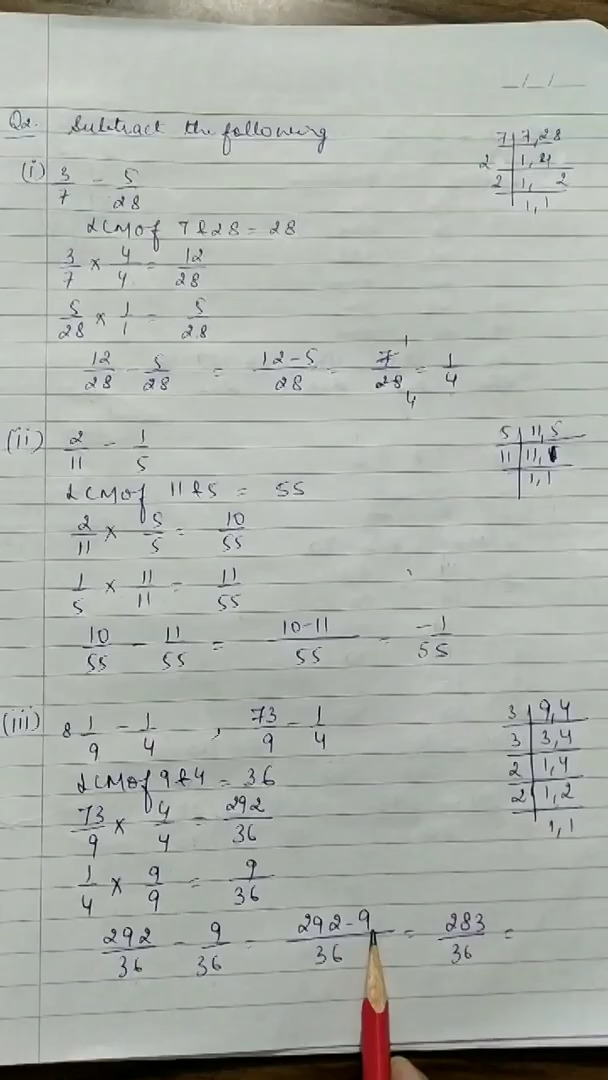 _/_/_
Q2. Subtract the following
(i) 3/7 - 5/28
LCM of 7 & 28 = 28
3/7 × 4/4 = 12/28
5/28 × 1/1 = 5/28
12/28 - 5/28 = 12-5/28 = 7/28 = 1/4
1
4
7 | 7, 28
2 | 1, 4
2 | 1, 2
1, 1
(ii) 2/11 - 1/5
LCM of 11 & 5 = 55
2/11 × 5/5 = 10/55
1/5 × 11/11 = 11/55
10/55 - 11/55 = 10-11/55 = -1/55
5 | 11, 5
11 | 11, 1
1, 1
(iii) 8 1/9 - 1/4 , 73/9 - 1/4
LCM of 9 & 4 = 36
73/9 × 4/4 = 292/36
1/4 × 9/9 = 9/36
292/36 - 9/36 = 292-9/36 = 283/36 =
3 | 9, 4
3 | 3, 4
2 | 1, 4
2 | 1, 2
1, 1